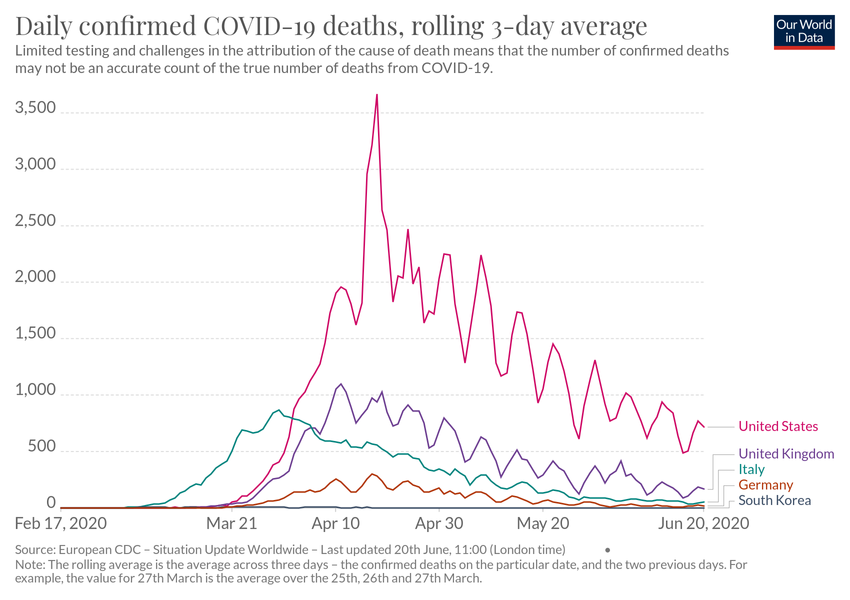 Daily confirmed COVID-19 deaths, rolling 3-day average
Our World
in Data
Limited testing and challenges in the attribution of the cause of death means that the number of confirmed deaths
may not be an accurate count of the true number of deaths from COVID-19.
3,500
3,000
2,500
2,000
1,500
1,000
500
0
United States
United Kingdom
Italy
Germany
South Korea
Feb 17, 2020
Mar 21
Apr 10
Apr 30
May 20
Jun 20, 2020
Source: European CDC – Situation Update Worldwide – Last updated 20th June, 11:00 (London time)
Note: The rolling average is the average across three days – the confirmed deaths on the particular date, and the two previous days. For
example, the value for 27th March is the average over the 25th, 26th and 27th March.